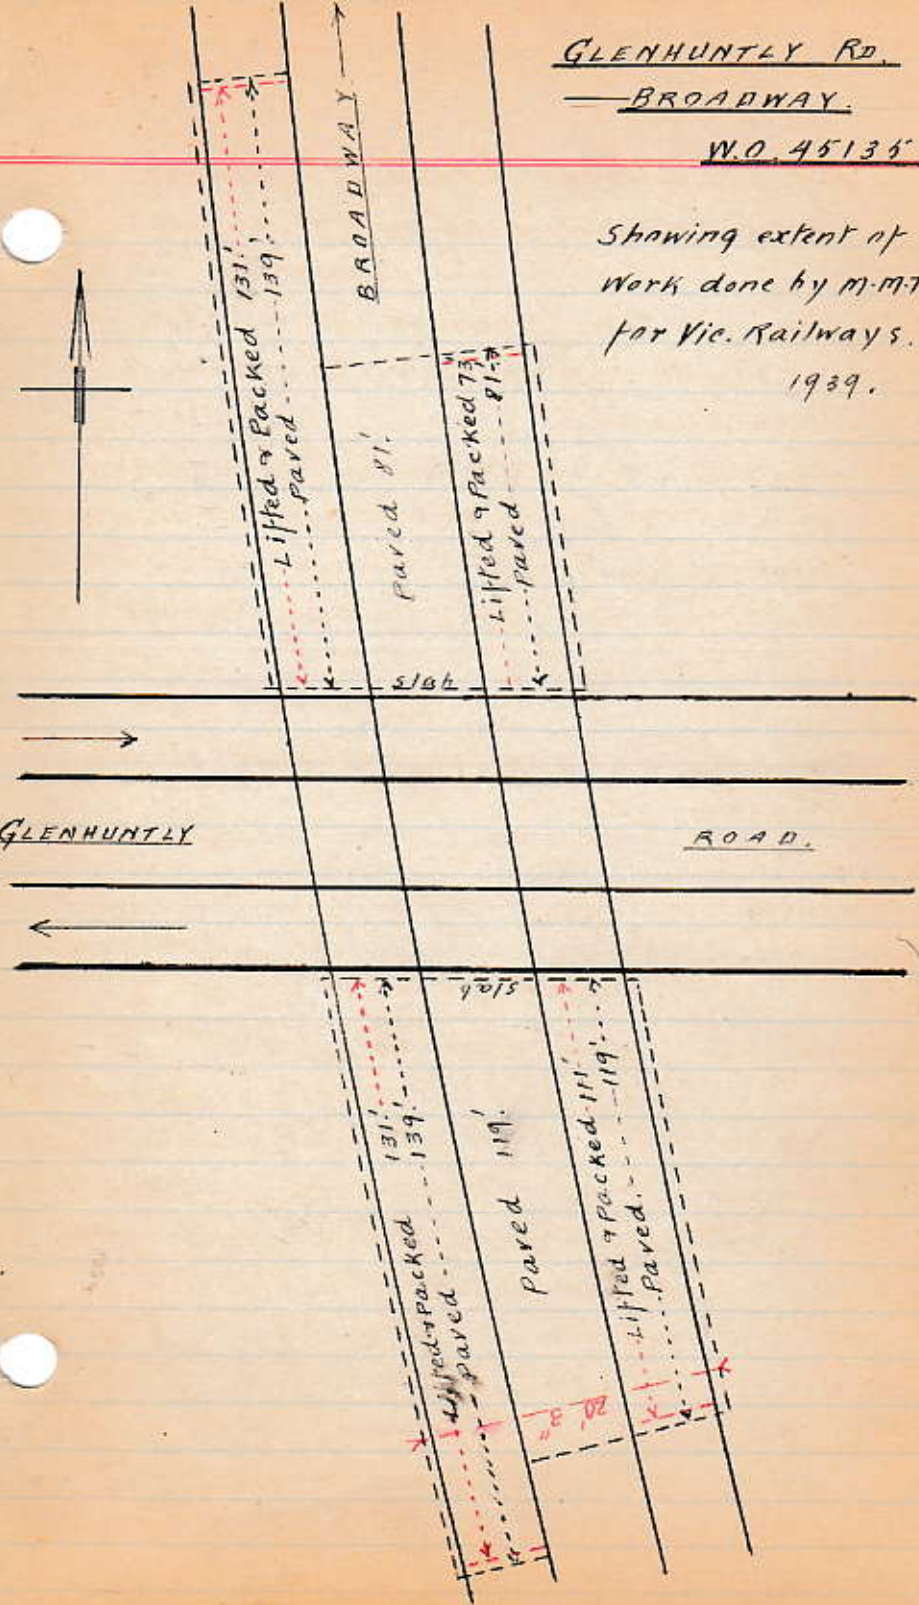 GLENHUNTLY RD.
— BROADWAY.
W.O. 45135
Showing extent of
Work done by M.M.T
for Vic. Railways.
1939.
BROADWAY
Lifted & Packed 131'
Paved 139'
Paved 81'
Lifted & Packed 73'
Paved 81'
slab
GLENHUNTLY ROAD.
slab
Lifted & Packed 131'
Paved 139'
Paved 119'
Lifted & Packed 111'
Paved 119'
20' 3"